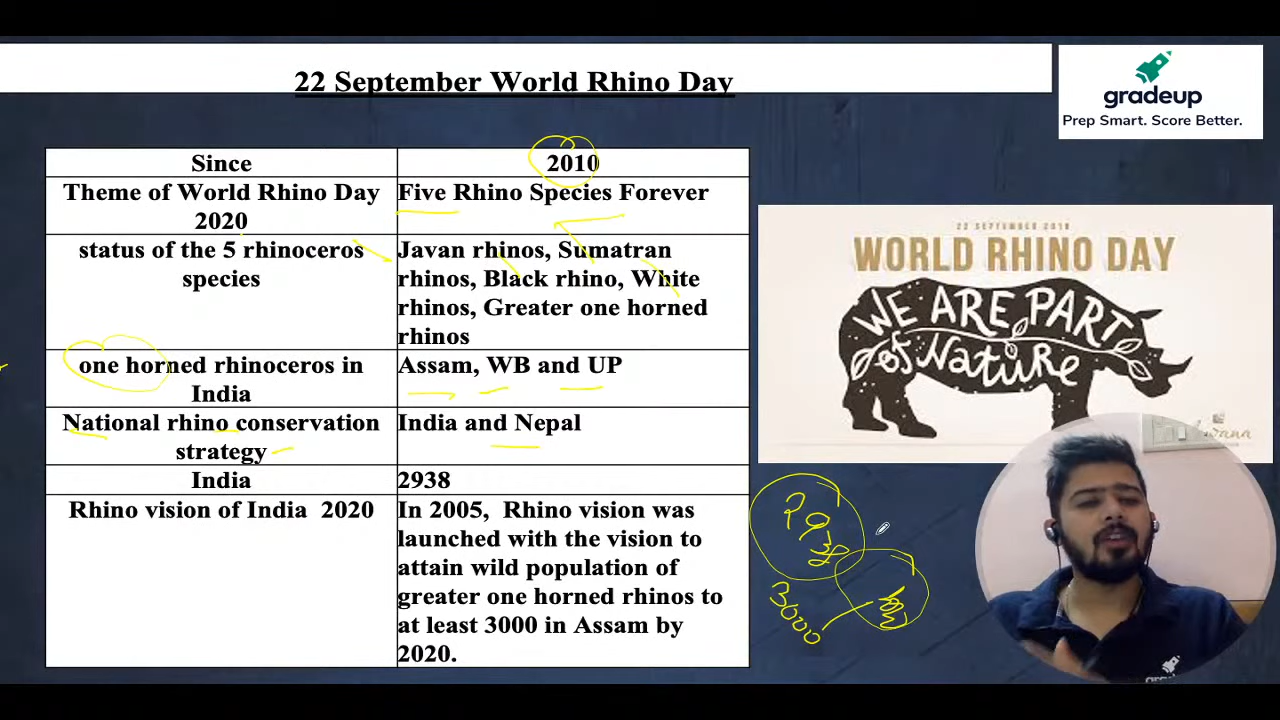 22 September World Rhino Day
gradeup
Prep Smart. Score Better.
Since
2010
Theme of World Rhino Day
2020
Five Rhino Species Forever
status of the 5 rhinoceros
species
Javan rhinos, Sumatran
rhinos, Black rhino, White
rhinos, Greater one horned
rhinos
one horned rhinoceros in
India
Assam, WB and UP
National rhino conservation
strategy
India and Nepal
India
2938
Rhino vision of India 2020
In 2005, Rhino vision was
launched with the vision to
attain wild population of
greater one horned rhinos to
at least 3000 in Assam by
2020.
WORLD RHINO DAY
WE ARE PART
of NATURE
2938
3000